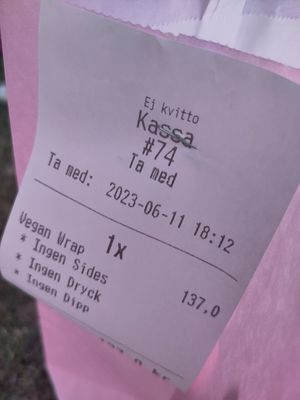 Ej kvitto
Kassa
#74
Ta med
Ta med: 2023-06-11 18:12
1x
Vegan Wrap 137,0
* Ingen Sides
* Ingen Dryck
* Ingen Dipp